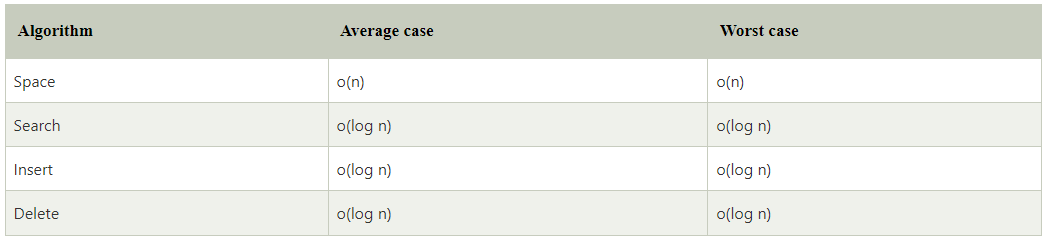 Algorithm Average case Worst case
Space o(n) o(n)
Search o(log n) o(log n)
Insert o(log n) o(log n)
Delete o(log n) o(log n)